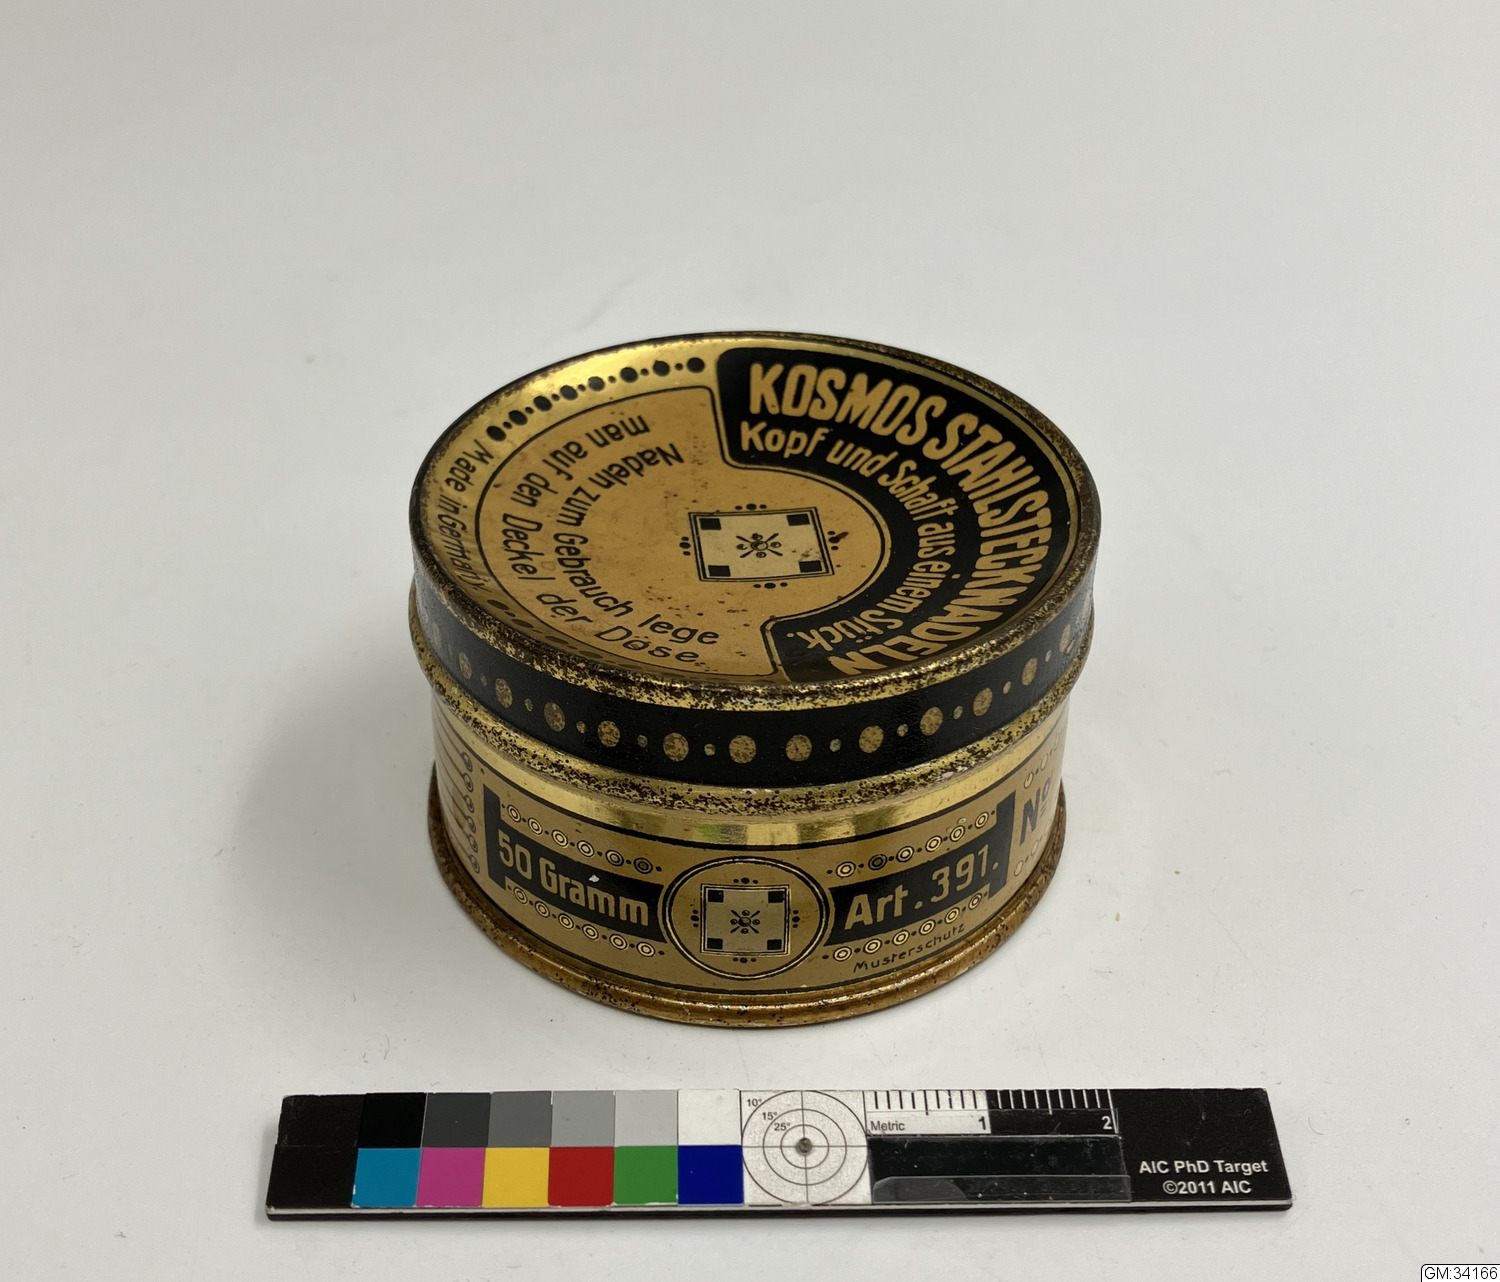 KOSMOS STAHLSTECKNADELN
Kopf und Schaft aus einem Stück.
Nadeln zum Gebrauch lege
man auf den Deckel der Dose.
Made in Germany
50 Gramm
Art. 391.
Nº
Musterschutz
10°
15°
25°
Metric
1
2
AIC PhD Target
©2011 AIC
GM:34166